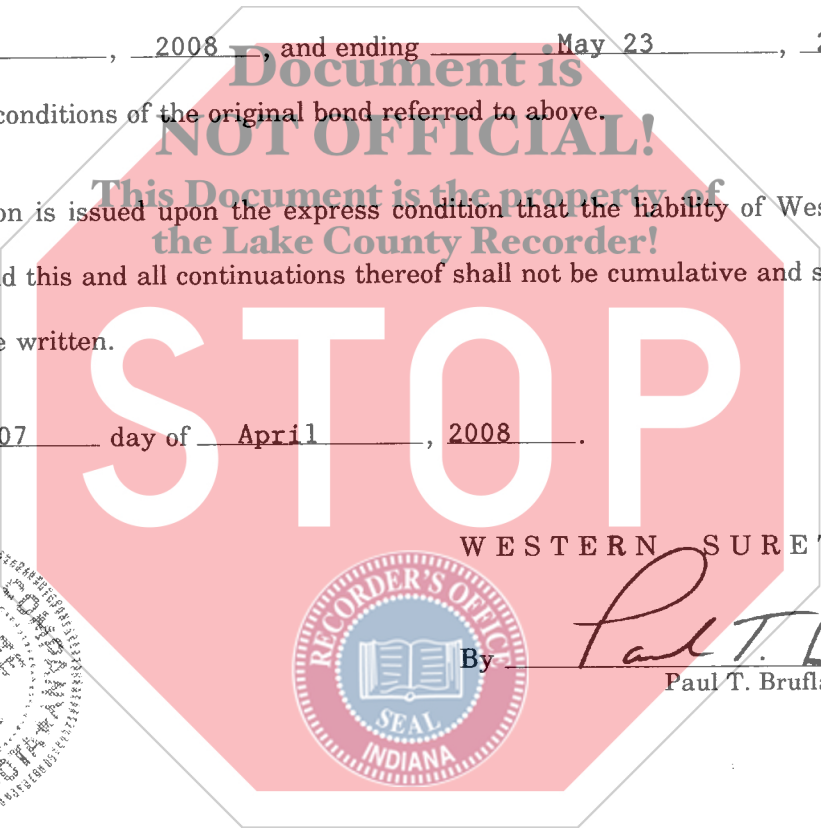 , 2008 , and ending May 23 ,
Document is
conditions of the original bond referred to above.
NOT OFFICIAL!
This Document is the property of
on is issued upon the express condition that the liability of Wes
the Lake County Recorder!
d this and all continuations thereof shall not be cumulative and s
e written.
STOP
07 day of April , 2008 .
WESTERN SURET
RECORDER'S OFFICE
SEAL
INDIANA
COMPANY
By Paul T.
Paul T. Brufla